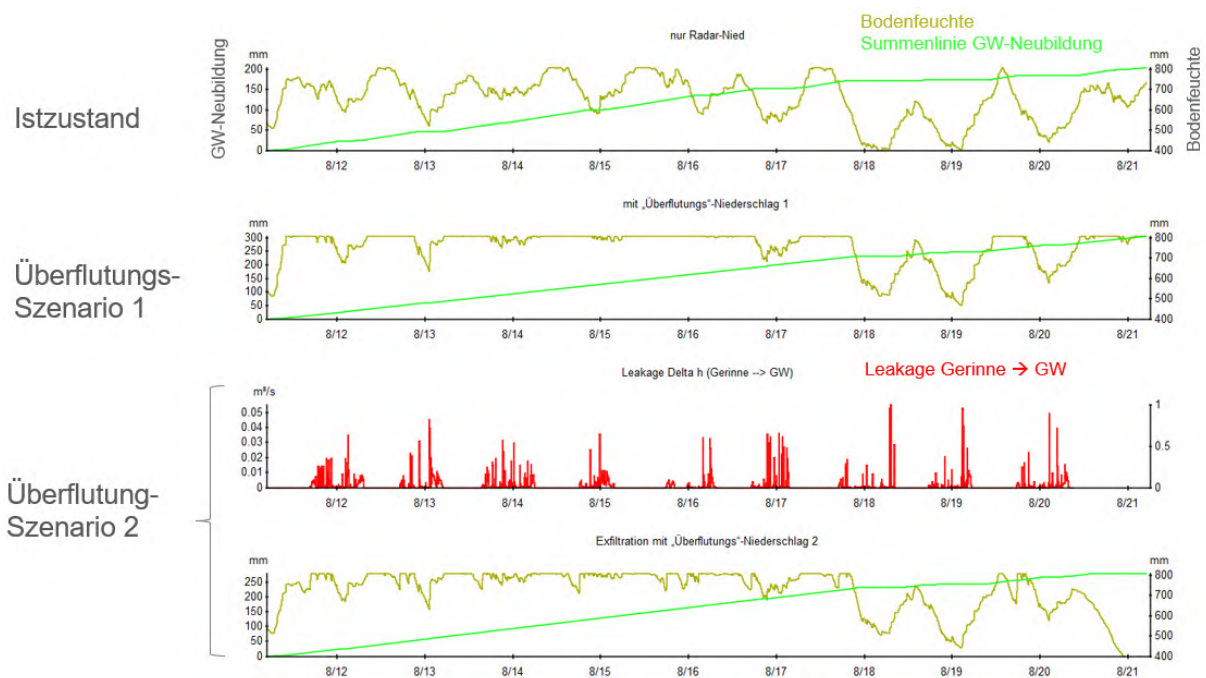 Bodenfeuchte
nur Radar-Nied
Summenlinie GW-Neubildung
Istzustand
GW-Neubildung
mm
200
150
100
50
0
mm
800
700
600
500
400
Bodenfeuchte
8/12 8/13 8/14 8/15 8/16 8/17 8/18 8/19 8/20 8/21
mit „Überflutungs“-Niederschlag 1
Überflutungs-
Szenario 1
mm
300
250
200
150
100
50
0
mm
800
700
600
500
400
8/12 8/13 8/14 8/15 8/16 8/17 8/18 8/19 8/20 8/21
Leakage Delta h (Gerinne --> GW)
Leakage Gerinne → GW
Überflutung-
Szenario 2
m³/s
0.05
0.04
0.03
0.02
0.01
0
1
0.5
0
8/12 8/13 8/14 8/15 8/16 8/17 8/18 8/19 8/20 8/21
Exfiltration mit „Überflutungs“-Niederschlag 2
mm
250
200
150
100
50
0
mm
800
700
600
500
400
8/12 8/13 8/14 8/15 8/16 8/17 8/18 8/19 8/20 8/21